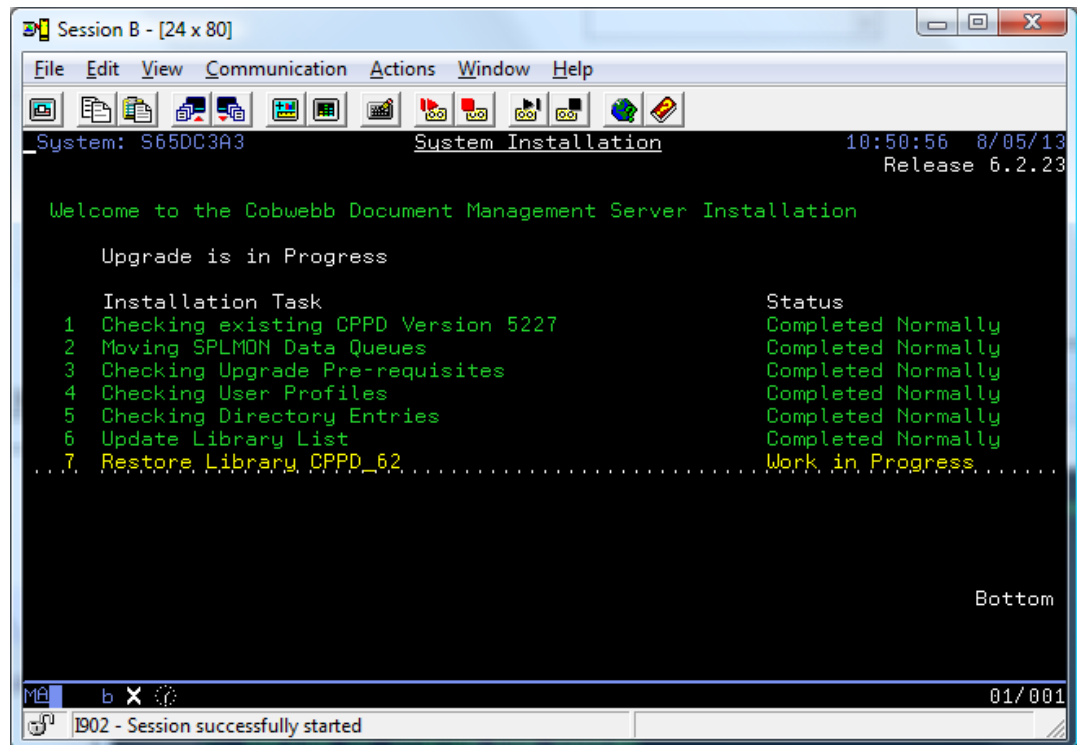 Session B - [24 x 80]
File Edit View Communication Actions Window Help
System: S65DC3A3 System Installation 10:50:56 8/05/13
Release 6.2.23
Welcome to the Cobwebb Document Management Server Installation
Upgrade is in Progress
Installation Task Status
1 Checking existing CPPD Version 5227 Completed Normally
2 Moving SPLMON Data Queues Completed Normally
3 Checking Upgrade Pre-requisites Completed Normally
4 Checking User Profiles Completed Normally
5 Checking Directory Entries Completed Normally
6 Update Library List Completed Normally
7 Restore Library CPPD_62 Work in Progress
Bottom
MA b X 01/001
I902 - Session successfully started